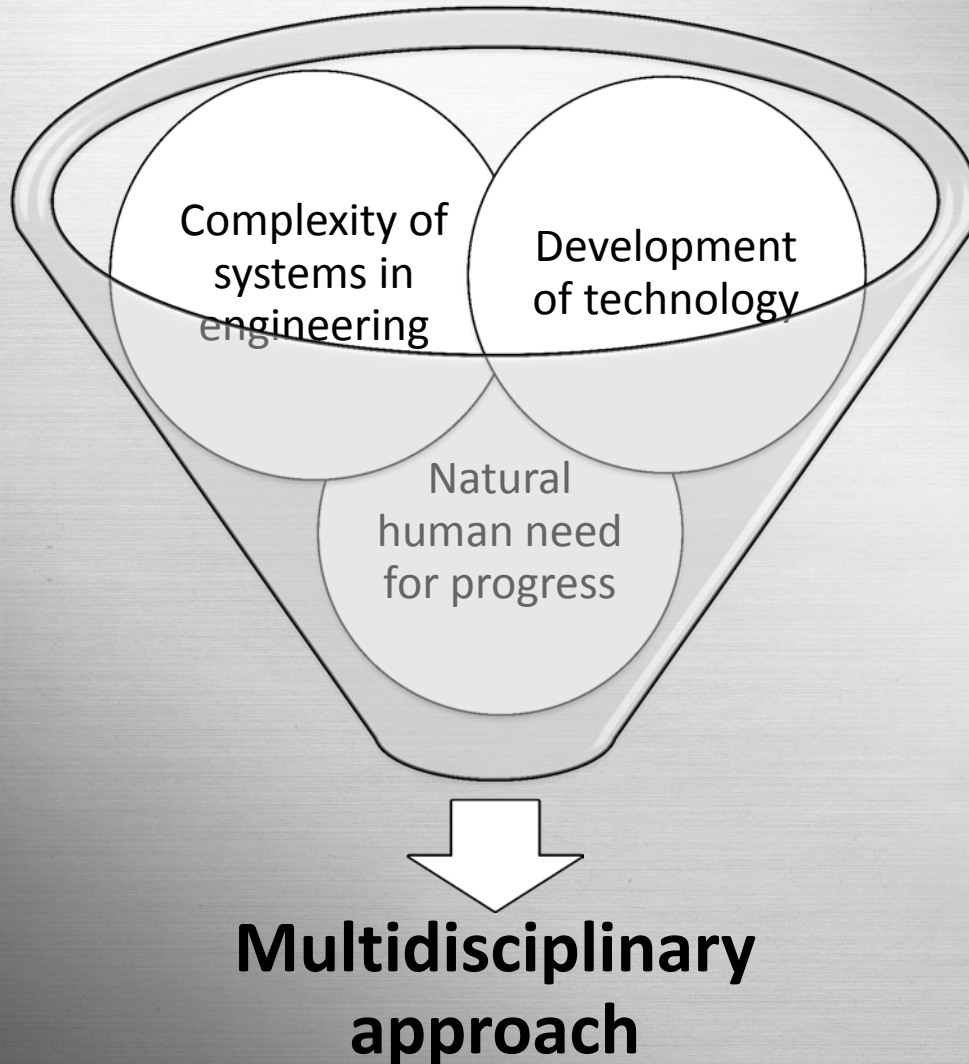 Complexity of
systems in
engineering
Development
of technology
Natural
human need
for progress
Multidisciplinary
approach